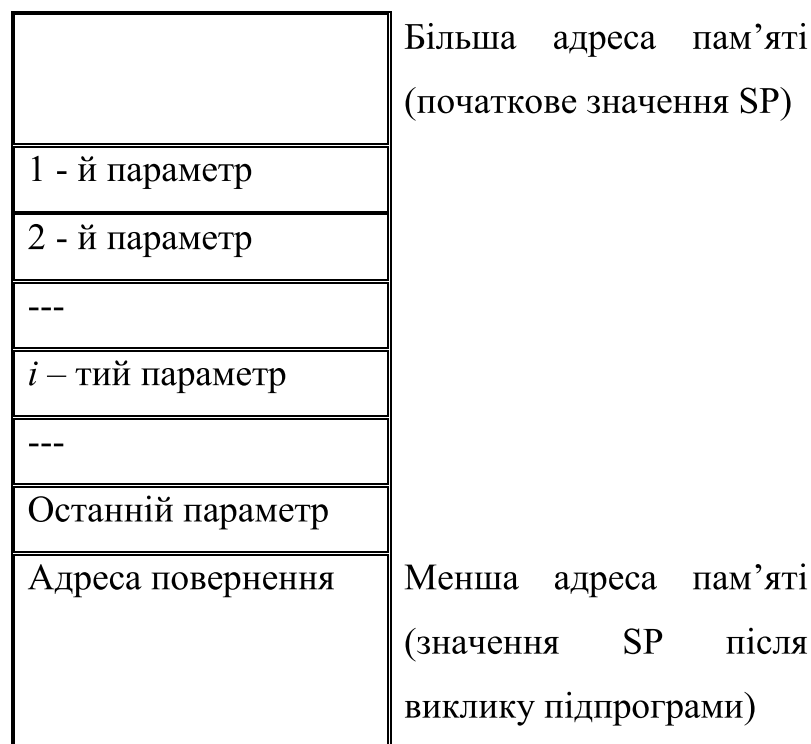 Більша адреса пам’яті
(початкове значення SP)
1 - й параметр
2 - й параметр
---
i – тий параметр
---
Останній параметр
Адреса повернення
Менша адреса пам’яті
(значення SP після
виклику підпрограми)